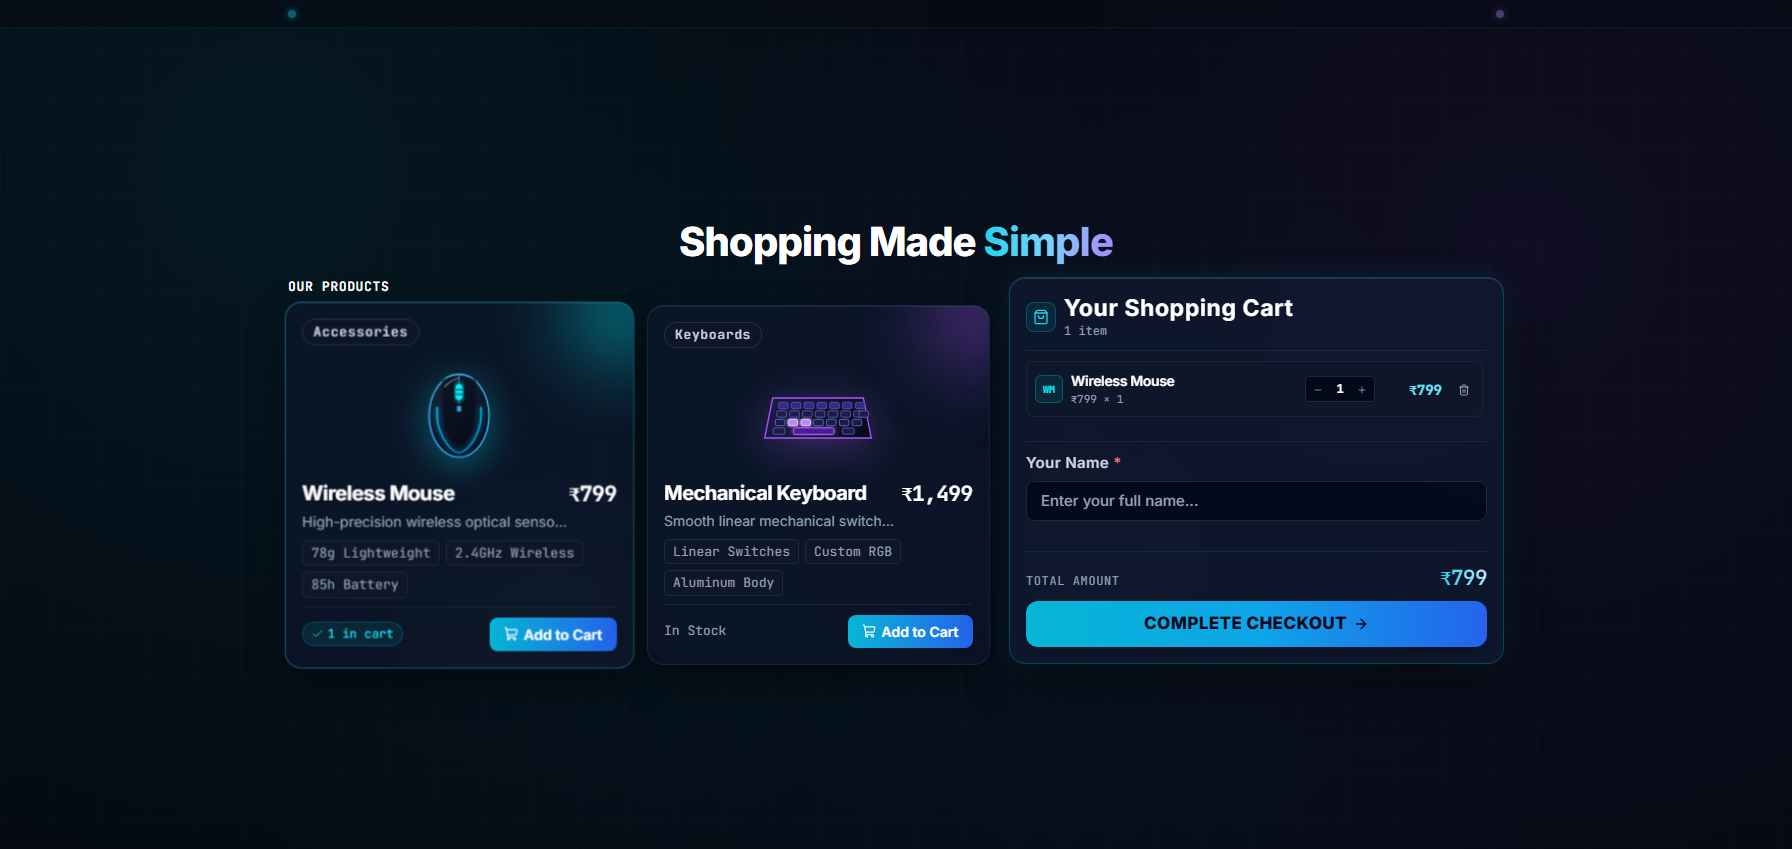 Shopping Made Simple
OUR PRODUCTS
Accessories
Wireless Mouse
₹799
High-precision wireless optical senso...
78g Lightweight
2.4GHz Wireless
85h Battery
1 in cart
Add to Cart
Keyboards
Mechanical Keyboard
₹1,499
Smooth linear mechanical switch...
Linear Switches
Custom RGB
Aluminum Body
In Stock
Add to Cart
Your Shopping Cart
1 item
WM
Wireless Mouse
₹799 × 1
− 1 +
₹799
Your Name *
Enter your full name...
TOTAL AMOUNT
₹799
COMPLETE CHECKOUT →